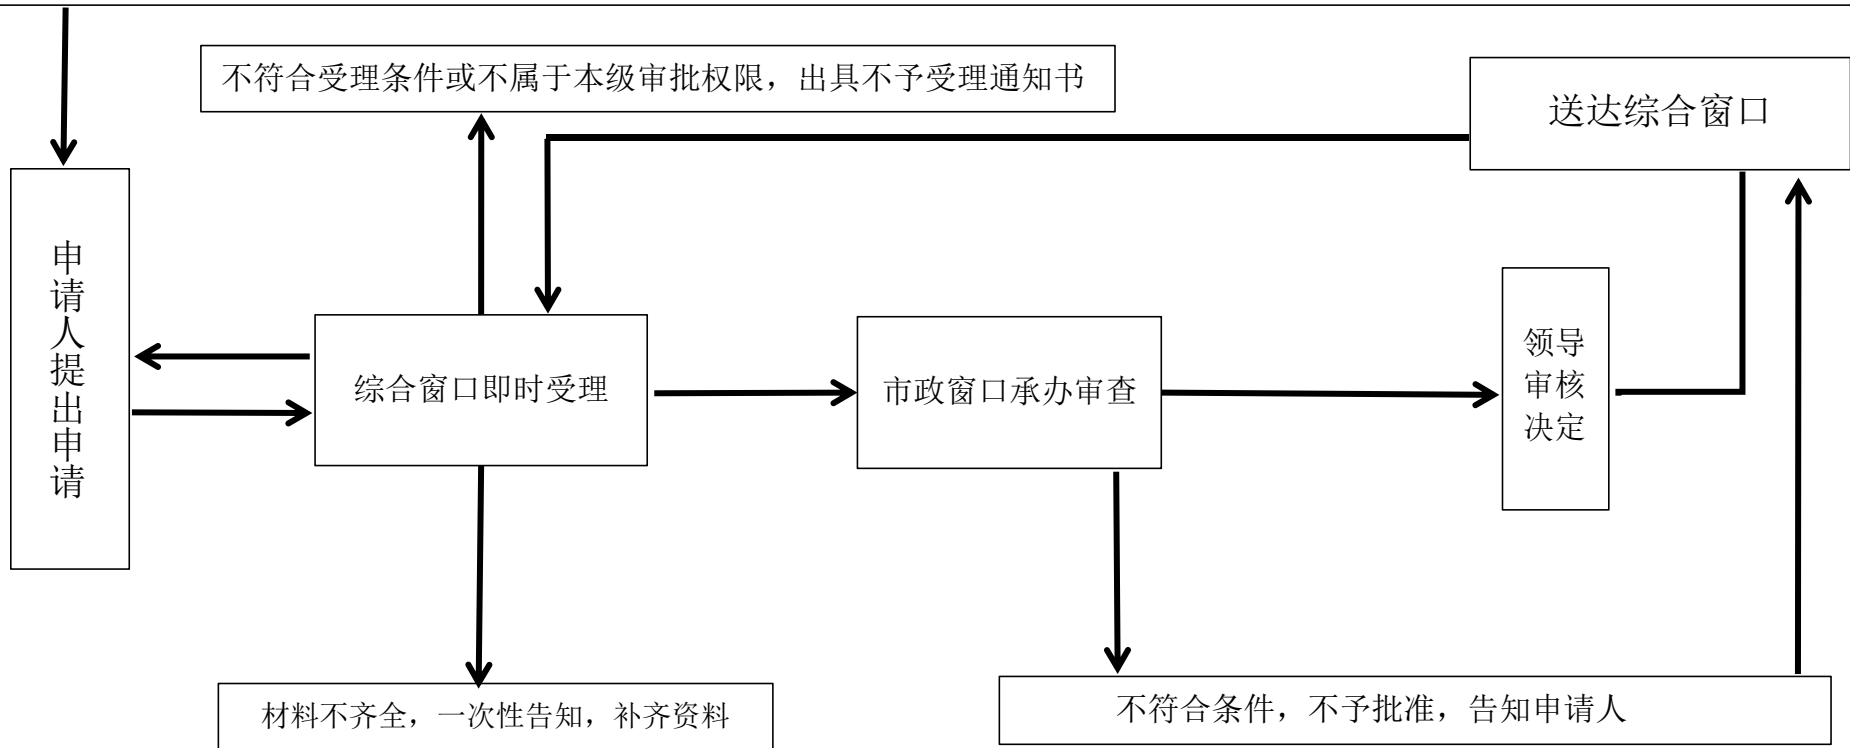 不符合受理条件或不属于本级审批权限，出具不予受理通知书
送达综合窗口
申请人提出申请
综合窗口即时受理
市政窗口承办审查
领导
审核
决定
材料不齐全，一次性告知，补齐资料
不符合条件，不予批准，告知申请人